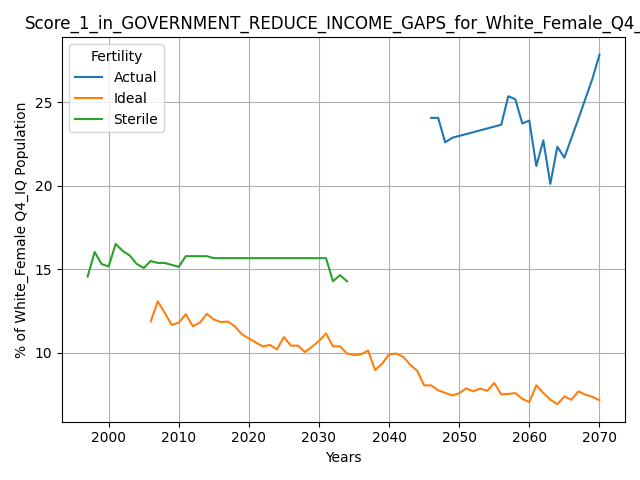 Score_1_in_GOVERNMENT_REDUCE_INCOME_GAPS_for_White_Female_Q4_
Fertility
Actual
Ideal
Sterile
% of White_Female Q4_IQ Population
25
20
15
10
2000 2010 2020 2030 2040 2050 2060 2070
Years